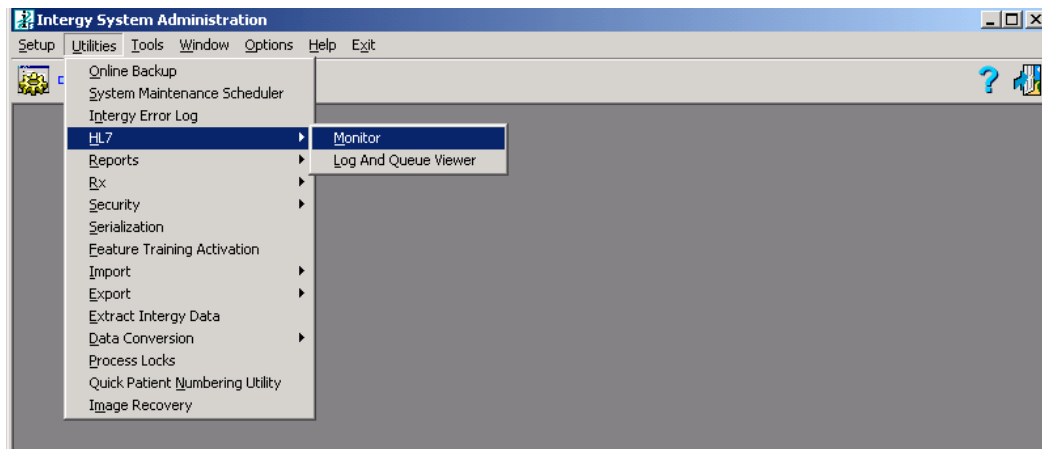 Intergy System Administration
Setup Utilities Tools Window Options Help Exit
Online Backup
System Maintenance Scheduler
Intergy Error Log
HL7
Monitor
Reports
Log And Queue Viewer
Rx
Security
Serialization
Feature Training Activation
Import
Export
Extract Intergy Data
Data Conversion
Process Locks
Quick Patient Numbering Utility
Image Recovery